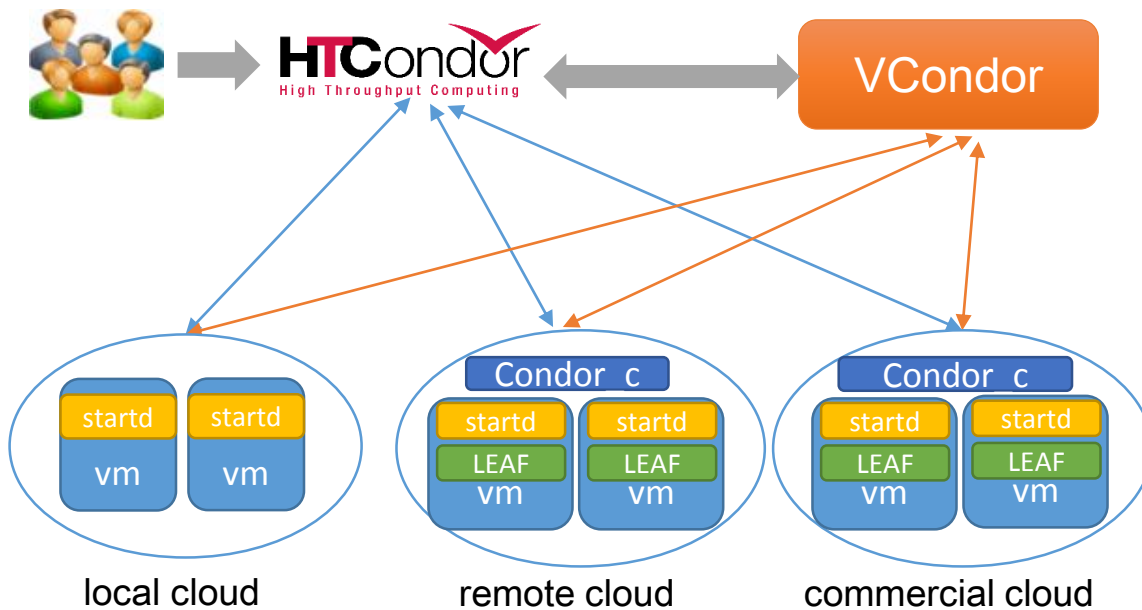 HTCondor
High Throughput Computing
VCondor
Condor_c
Condor_c
startd
startd
startd
startd
startd
startd
LEAF
LEAF
LEAF
LEAF
vm
vm
vm
vm
vm
vm
local cloud
remote cloud
commercial cloud